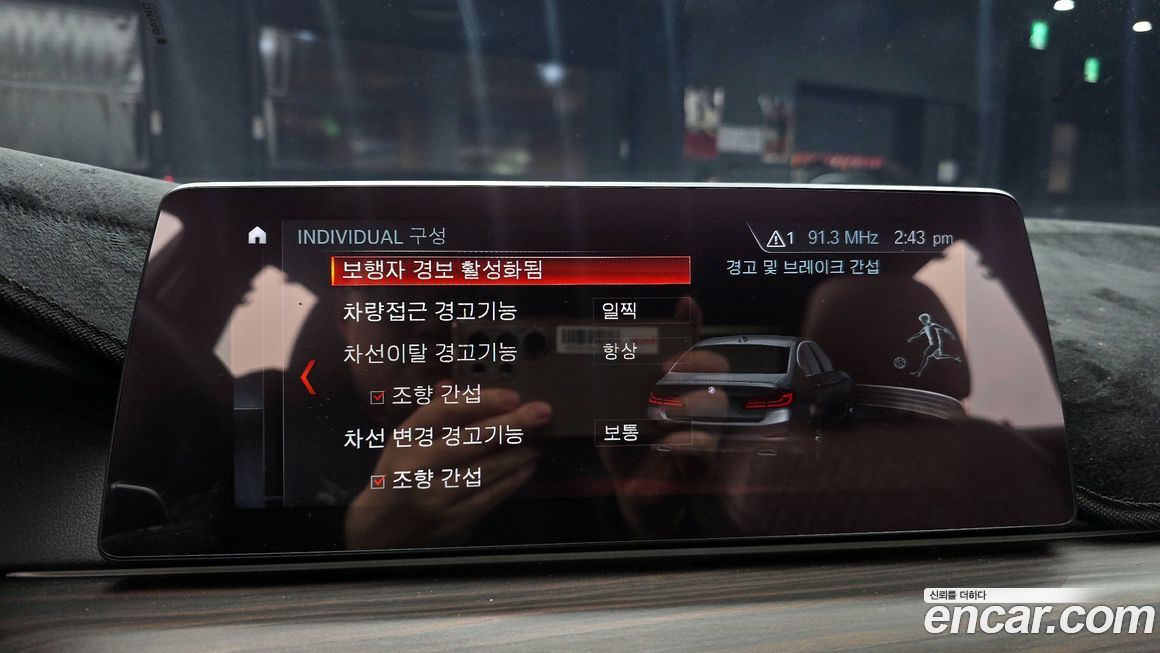 INDIVIDUAL 구성
1 91.3 MHz 2:43 pm
보행자 경보 활성화됨
경고 및 브레이크 간섭
차량접근 경고기능 일찍
차선이탈 경고기능 항상
조향 간섭
차선 변경 경고기능 보통
조향 간섭
신뢰를 더하다
encar.com